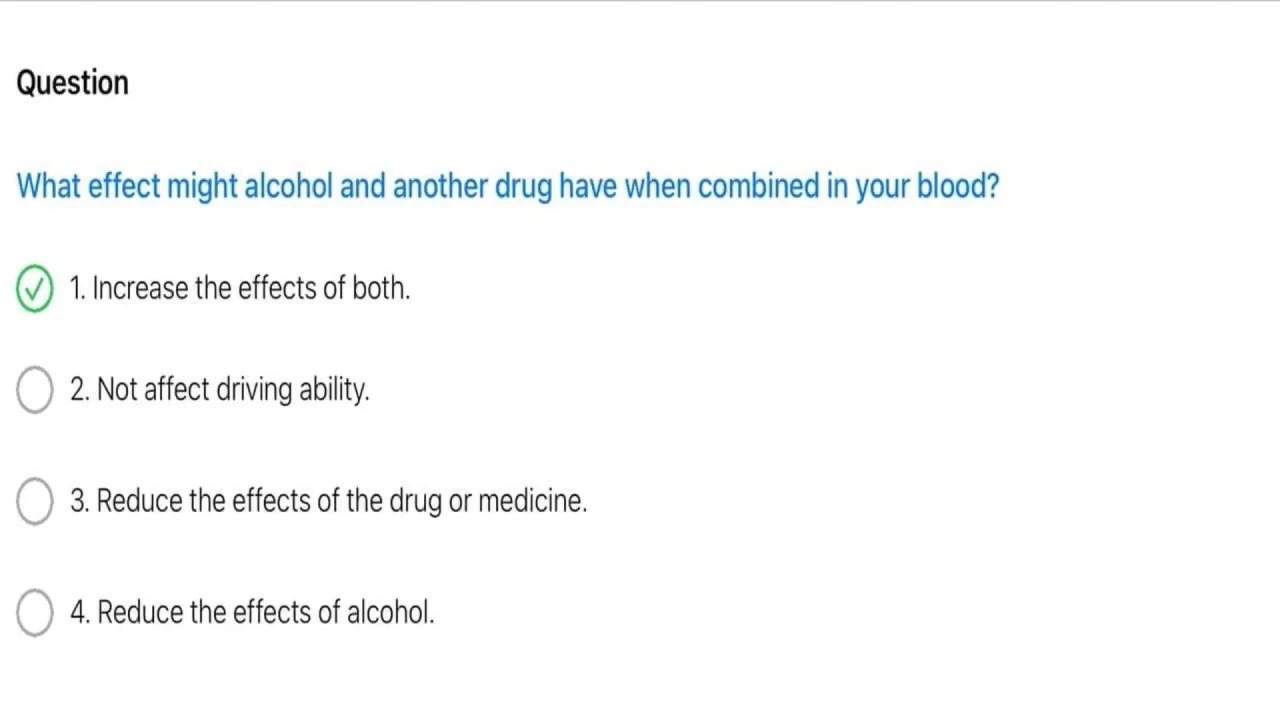 Question
What effect might alcohol and another drug have when combined in your blood?
1. Increase the effects of both.
2. Not affect driving ability.
3. Reduce the effects of the drug or medicine.
4. Reduce the effects of alcohol.